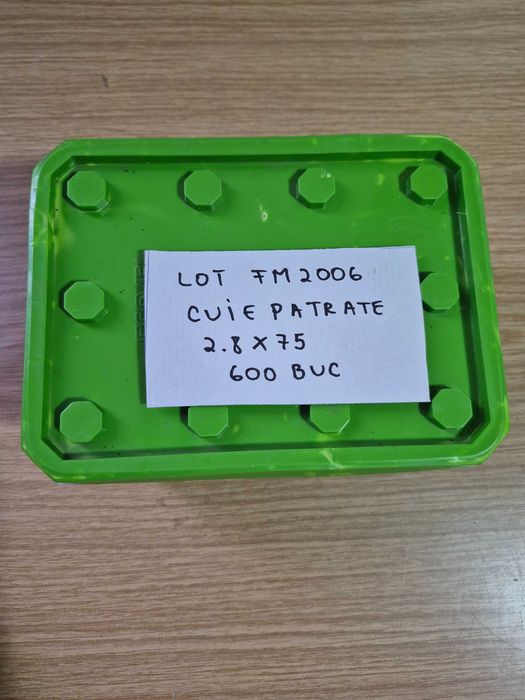 LOT FM2006
CUiE PATRATE
2.8 X 75
600 BUC